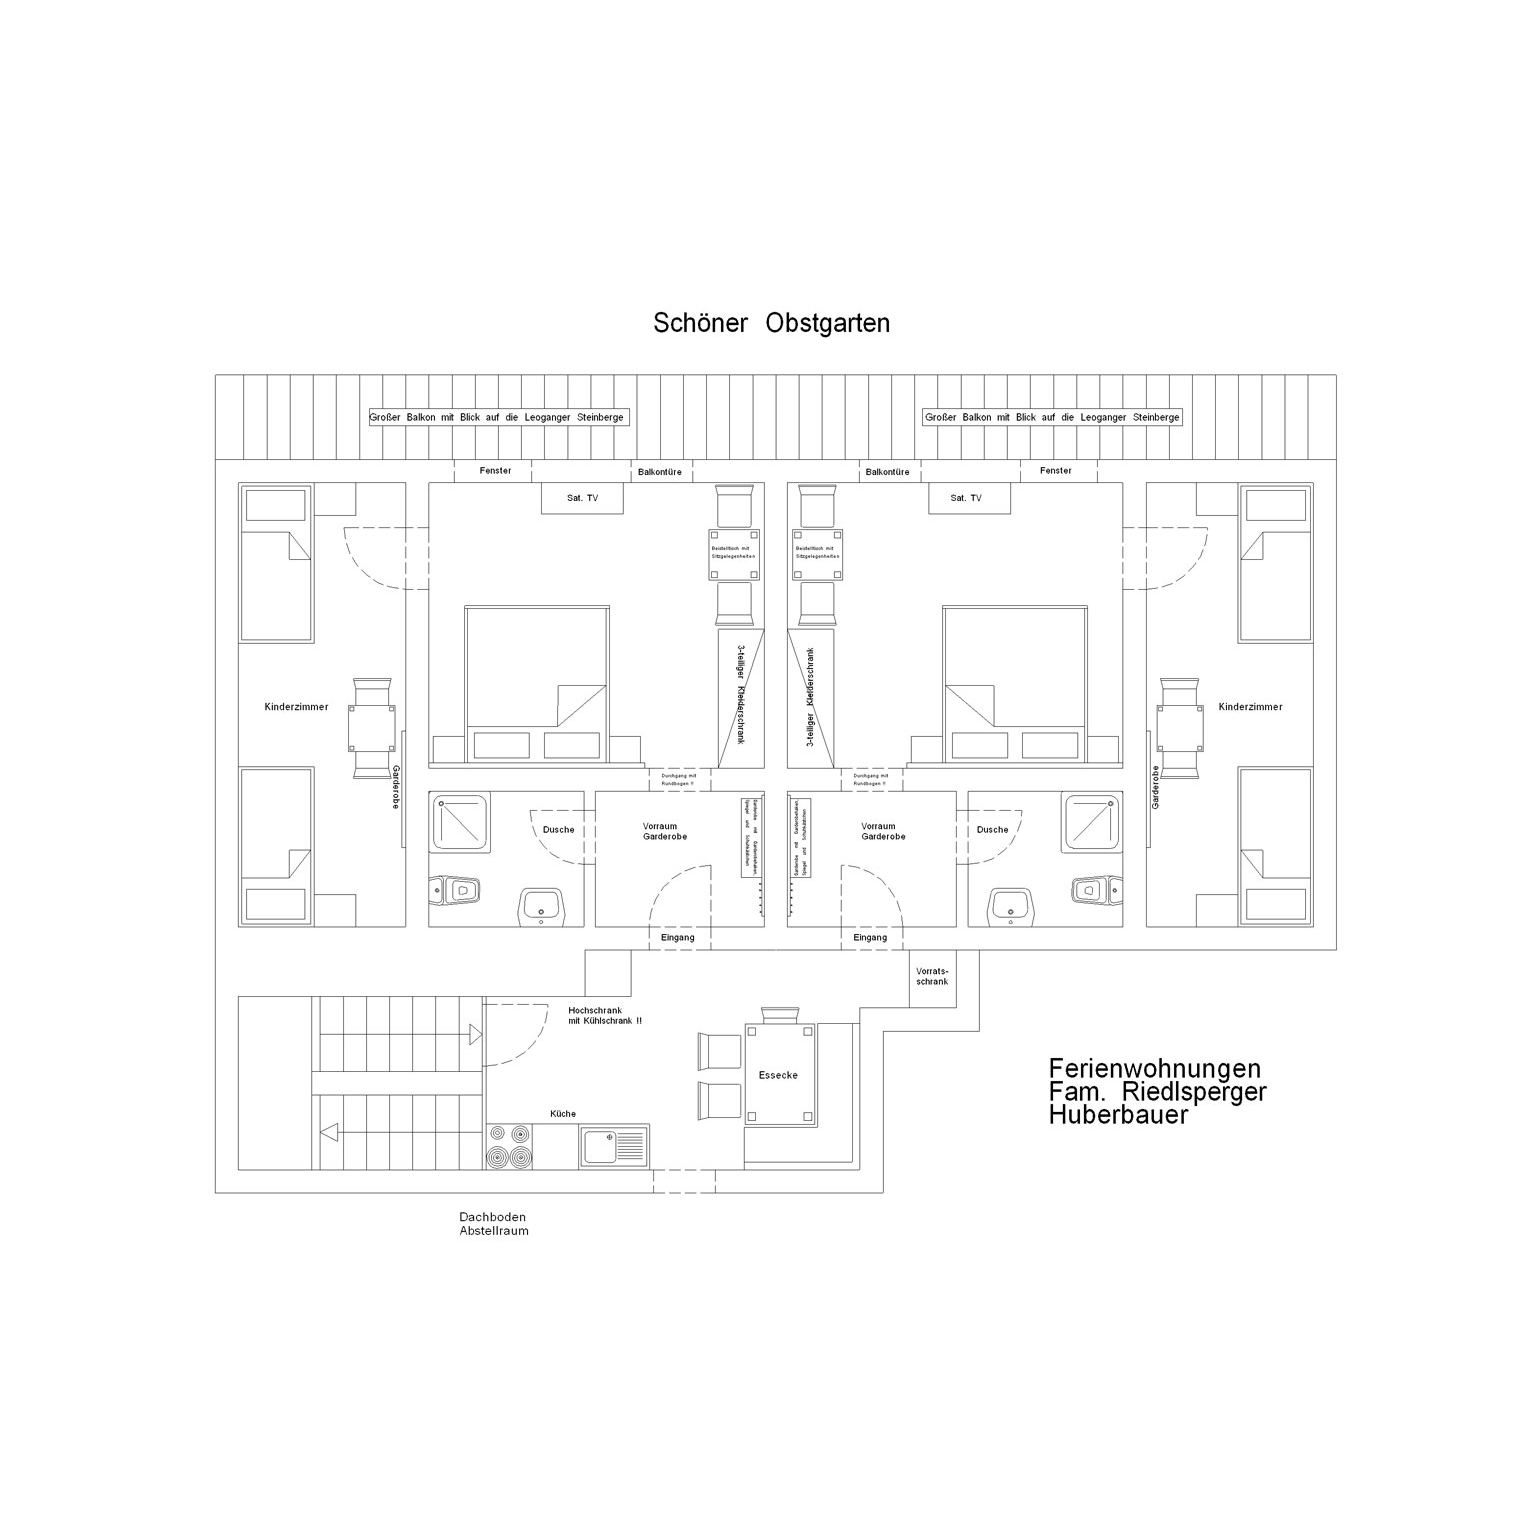 Schöner Obstgarten
Großer Balkon mit Blick auf die Leoganger Steinberge
Großer Balkon mit Blick auf die Leoganger Steinberge
Fenster
Balkontüre
Balkontüre
Fenster
Sat. TV
Sat. TV
Beistelltisch mit
Sitzgelegenheiten
Beistelltisch mit
Sitzgelegenheiten
3-teiliger Kleiderschrank
3-teiliger Kleiderschrank
Kinderzimmer
Kinderzimmer
Garderobe
Garderobe
Durchgang mit
Rundbogen !!
Durchgang mit
Rundbogen !!
Dusche
Vorraum
Garderobe
Garderobe mit Garderobehaken,
Spiegel und Schuhkästchen
Garderobe mit Garderobehaken,
Spiegel und Schuhkästchen
Vorraum
Garderobe
Dusche
Eingang
Eingang
Vorrats-
schrank
Hochschrank
mit Kühlschrank !!
Essecke
Küche
Ferienwohnungen
Fam. Riedlsperger
Huberbauer
Dachboden
Abstellraum